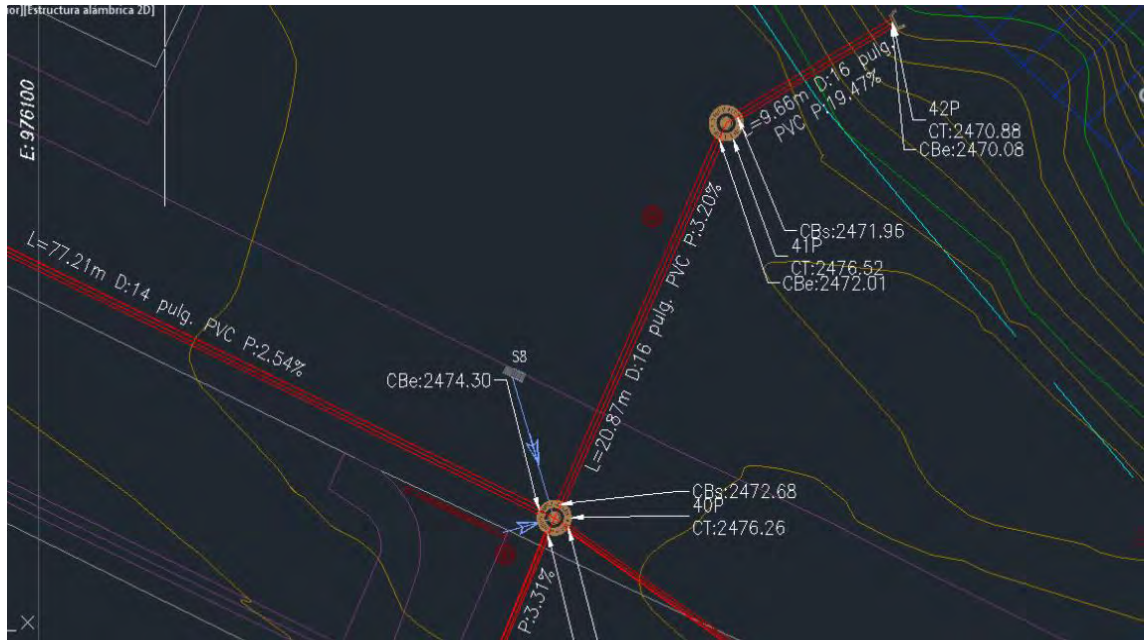 or][Estructura alámbrica 2D]
E:976100
L=9.66m D:16 pulg.
PVC P:19.47%
42P
CT:2470.88
CBe:2470.08
CBs:2471.96
41P
CT:2476.52
CBe:2472.01
L=20.87m D:16 pulg. PVC P:3.20%
L=77.21m D:14 pulg. PVC P:2.54%
S8
CBe:2474.30
CBs:2472.68
40P
CT:2476.26
P:3.31%
X